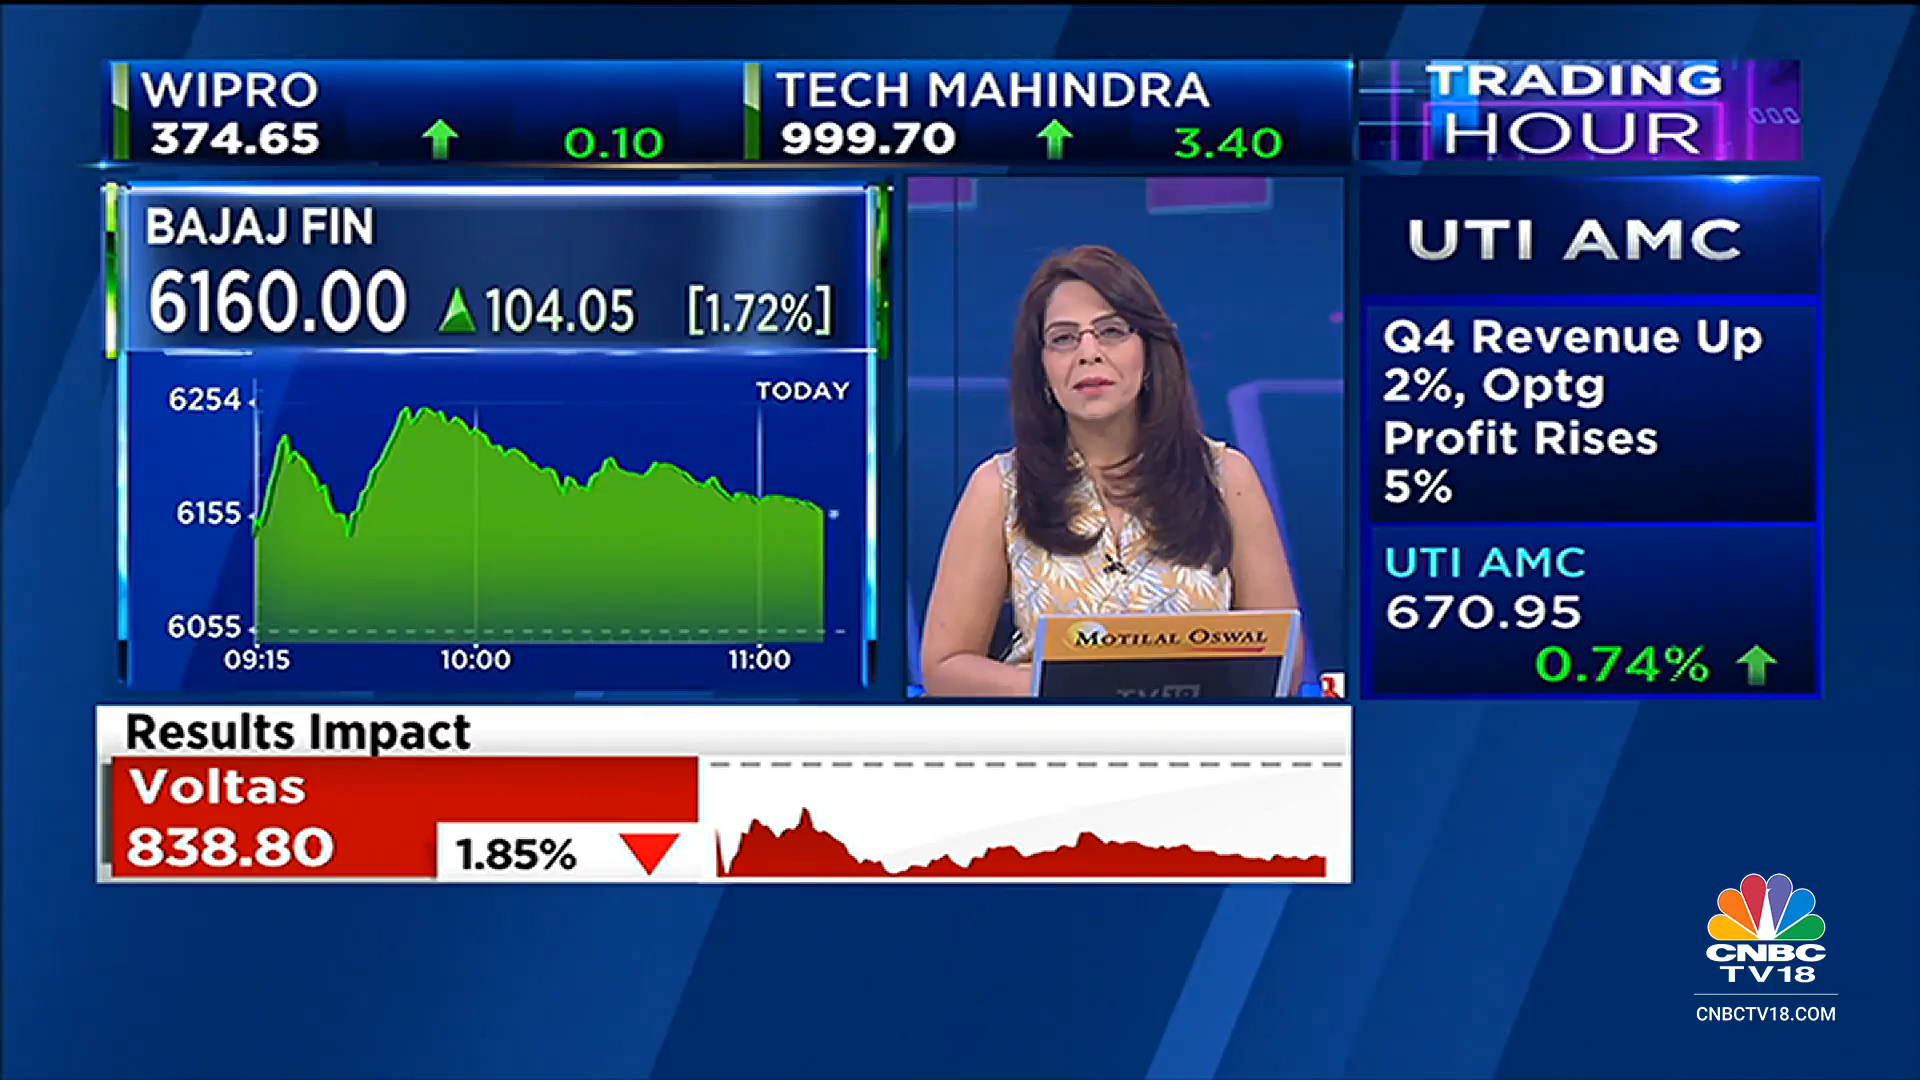 WIPRO
374.65 0.10
TECH MAHINDRA
999.70 3.40
TRADING
HOUR
BAJAJ FIN
6160.00 104.05 [1.72%]
TODAY
6254
6155
6055
09:15 10:00 11:00
MOTILAL OSWAL
TV18
UTI AMC
Q4 Revenue Up
2%, Optg
Profit Rises
5%
UTI AMC
670.95
0.74%
Results Impact
Voltas
838.80
1.85%
CNBC
TV18
CNBCTV18.COM